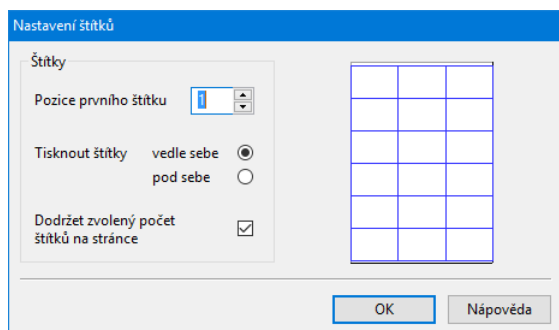 Nastavení štítků
Štítky
Pozice prvního štítku 1
Tisknout štítky vedle sebe
pod sebe
Dodržet zvolený počet
štítků na stránce
OK Nápověda